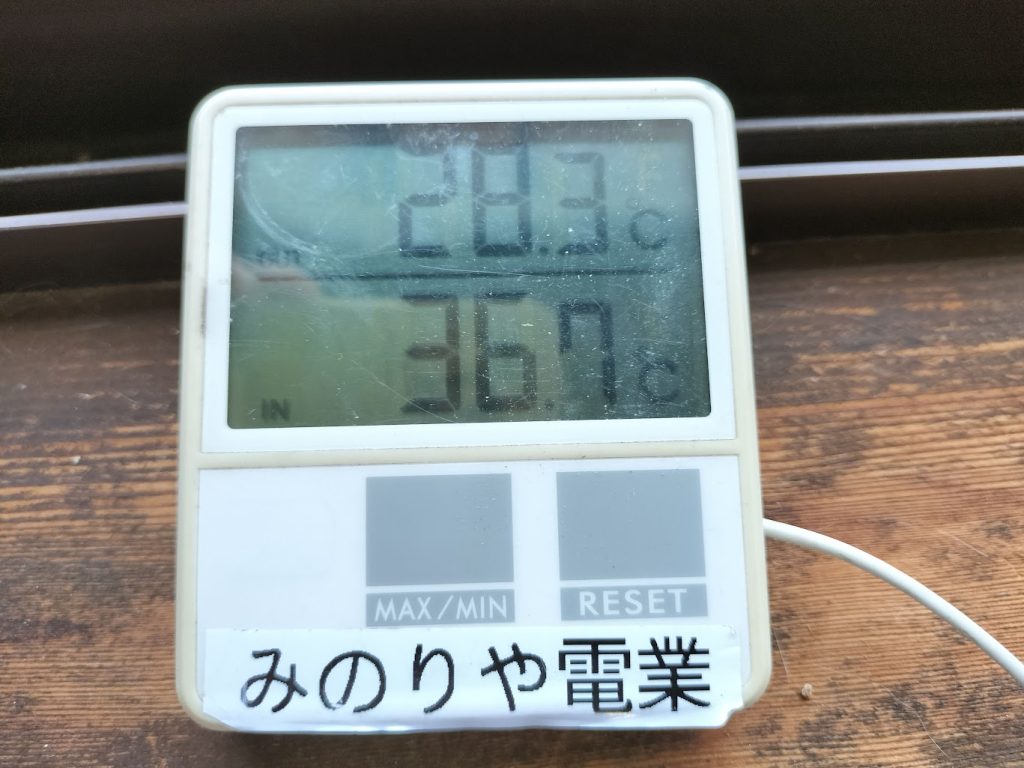 28.3 ℃
36.7 ℃
IN
MAX/MIN RESET
みのりや電業